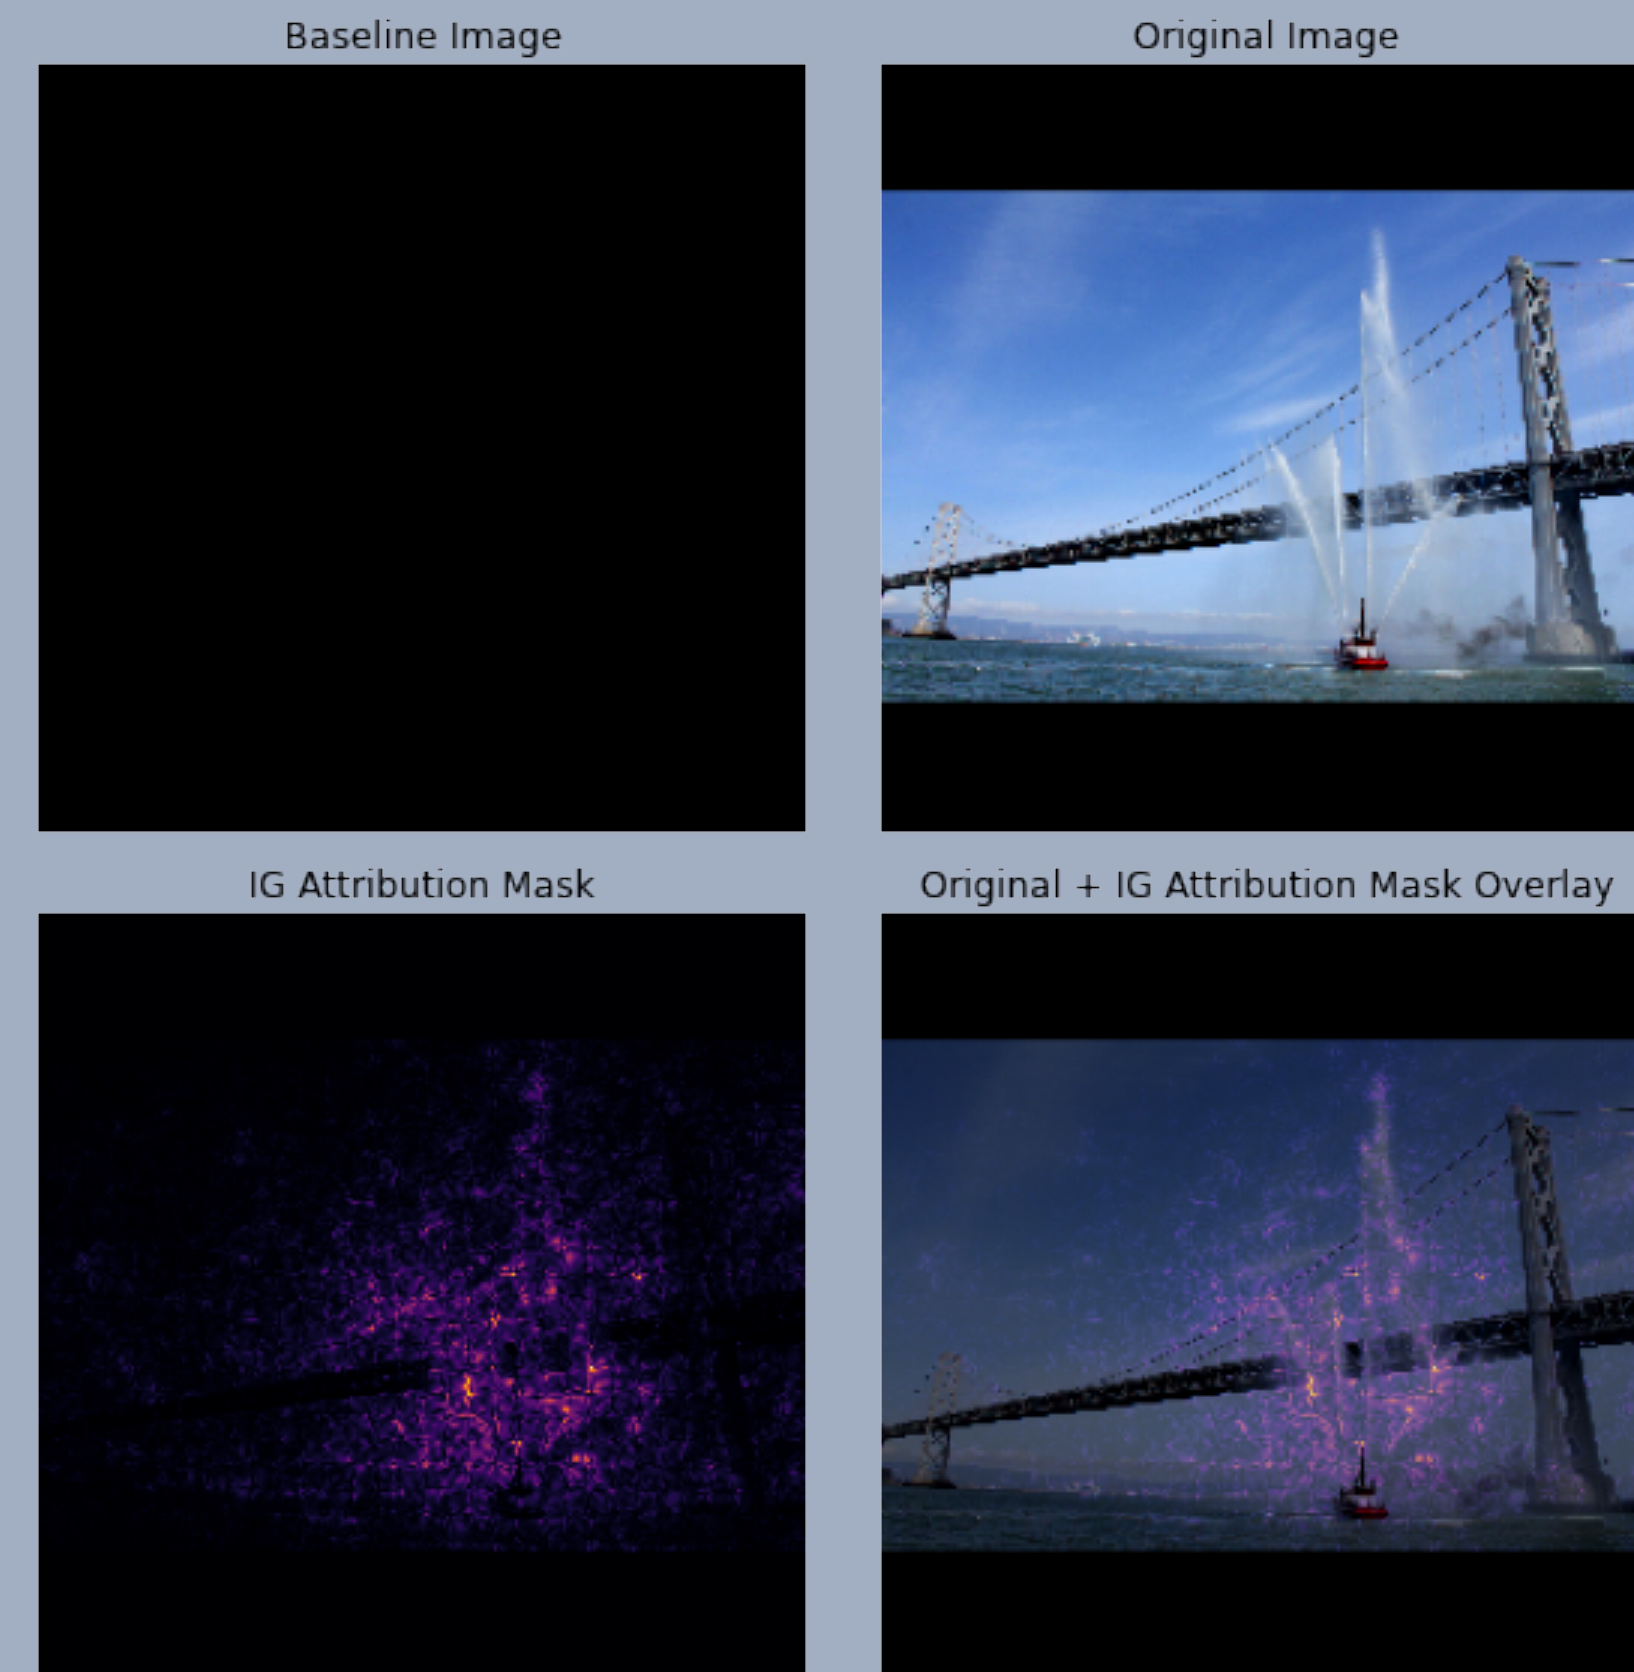 Baseline Image
Original Image
IG Attribution Mask
Original + IG Attribution Mask Overlay